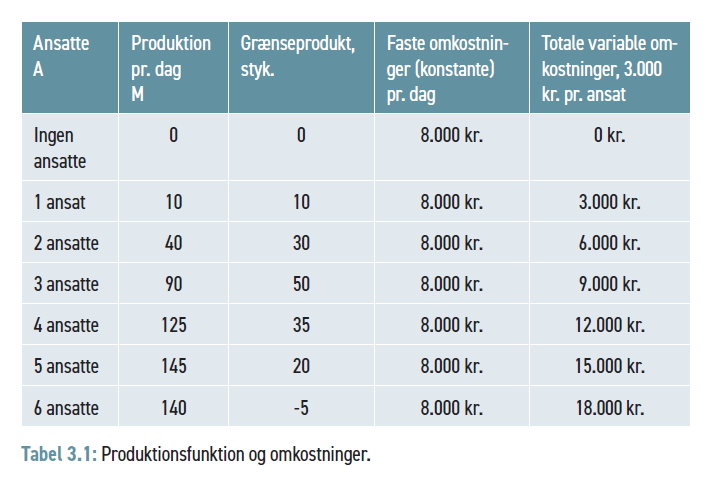 Ansatte A | Produktion pr. dag M | Grænseprodukt, styk. | Faste omkostnin-ger (konstante) pr. dag | Totale variable om-kostninger, 3.000 kr. pr. ansat
Ingen ansatte | 0 | 0 | 8.000 kr. | 0 kr.
1 ansat | 10 | 10 | 8.000 kr. | 3.000 kr.
2 ansatte | 40 | 30 | 8.000 kr. | 6.000 kr.
3 ansatte | 90 | 50 | 8.000 kr. | 9.000 kr.
4 ansatte | 125 | 35 | 8.000 kr. | 12.000 kr.
5 ansatte | 145 | 20 | 8.000 kr. | 15.000 kr.
6 ansatte | 140 | -5 | 8.000 kr. | 18.000 kr.
Tabel 3.1: Produktionsfunktion og omkostninger.